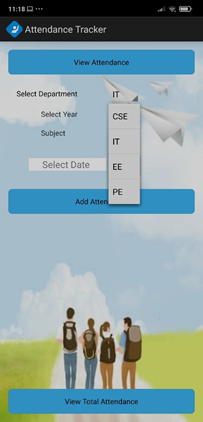 11:18
Attendance Tracker
View Attendance
Select Department IT
Select Year
CSE
Subject
IT
Select Date
EE
PE
Add Atten
View Total Attendance